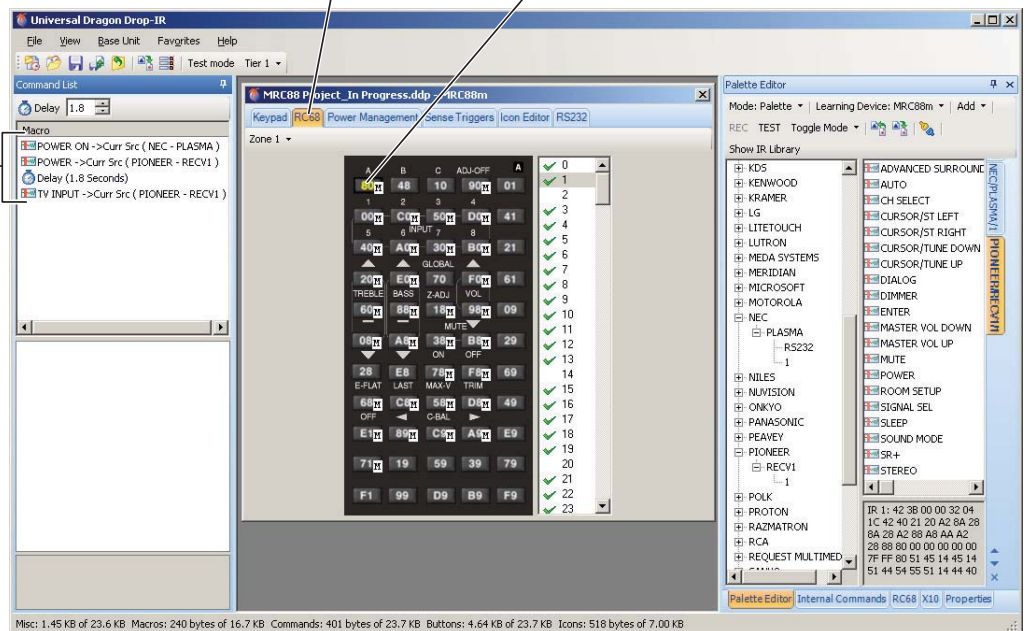 Universal Dragon Drop-IR
File View Base Unit Favorites Help
Test mode Tier 1
Command List
Delay 1.8
Macro
POWER ON ->Curr Src ( NEC - PLASMA )
POWER ->Curr Src ( PIONEER - RECV1 )
Delay (1.8 Seconds)
TV INPUT ->Curr Src ( PIONEER - RECV1 )
MRC88 Project_In Progress.ddp - MRC88m
Keypad RC68 Power Management Sense Triggers Icon Editor RS232
Zone 1
A B C ADJ-OFF A
80 M 48 10 90 M 01
1 2 3 4
00 M C0 M 50 M D0 M 41
5 6 INPUT 7 8
40 M A0 M 30 M B0 M 21
GLOBAL
20 M E0 M 70 F0 M 61
TREBLE BASS Z-ADJ VOL
60 M 88 M 18 M 98 M 09
MUTE
08 M A8 M 38 M B8 M 29
ON OFF
28 E8 78 M F8 M 69
E-FLAT LAST MAX-V TRIM
68 M C8 M 58 M D8 M 49
OFF C-BAL
E1 M 89 M C9 M A9 M E9
71 M 19 59 39 79
F1 99 D9 B9 F9
0
1
2
3
4
5
6
7
8
9
10
11
12
13
14
15
16
17
18
19
20
21
22
23
Palette Editor
Mode: Palette Learning Device: MRC88m Add
REC TEST Toggle Mode
Show IR Library
KDS
KENWOOD
KRAMER
LG
LITETOUCH
LUTRON
MEDA SYSTEMS
MERIDIAN
MICROSOFT
MOTOROLA
NEC
PLASMA
RS232
1
NILES
NUVISION
ONKYO
PANASONIC
PEAVEY
PIONEER
RECV1
1
POLK
PROTON
RAZMATRON
RCA
REQUEST MULTIMED
ADVANCED SURROUND
AUTO
CH SELECT
CURSOR/ST LEFT
CURSOR/ST RIGHT
CURSOR/TUNE DOWN
CURSOR/TUNE UP
DIALOG
DIMMER
ENTER
MASTER VOL DOWN
MASTER VOL UP
MUTE
POWER
ROOM SETUP
SIGNAL SEL
SLEEP
SOUND MODE
SR+
STEREO
NEC/PLASMA/1
PIONEER/RECV1/1
IR 1: 42 3B 00 00 32 04
1C 42 40 21 20 A2 8A 28
8A 28 A2 88 A8 AA A2
28 88 80 00 00 00 00 00
7F FF 80 51 45 14 45 14
51 44 54 55 51 14 44 40
Palette Editor Internal Commands RC68 X10 Properties
Misc: 1.45 KB of 23.6 KB Macros: 240 bytes of 16.7 KB Commands: 401 bytes of 23.7 KB Buttons: 4.64 KB of 23.7 KB Icons: 518 bytes of 7.00 KB